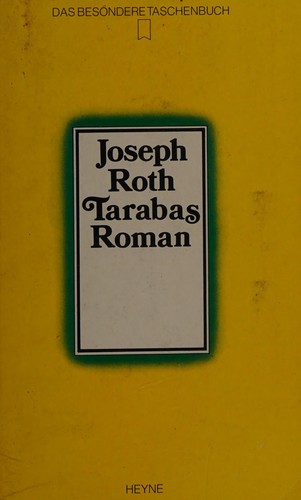 DAS BESONDERE TASCHENBUCH
Joseph
Roth
Tarabas
Roman
HEYNE